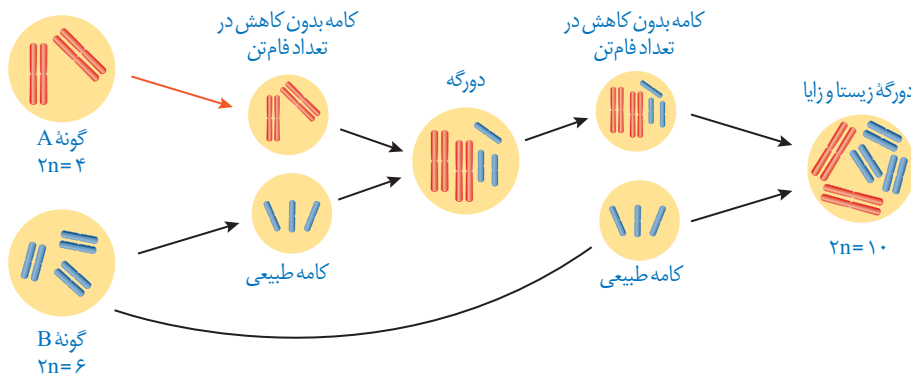 کامه بدون کاهش در
تعداد فام‌تن
کامه بدون کاهش در
تعداد فام‌تن
دورگه
دورگهٔ زیستا و زایا
گونهٔ A
۲n = ۴
کامه طبیعی
کامه طبیعی
۲n = ۱۰
گونهٔ B
۲n = ۶